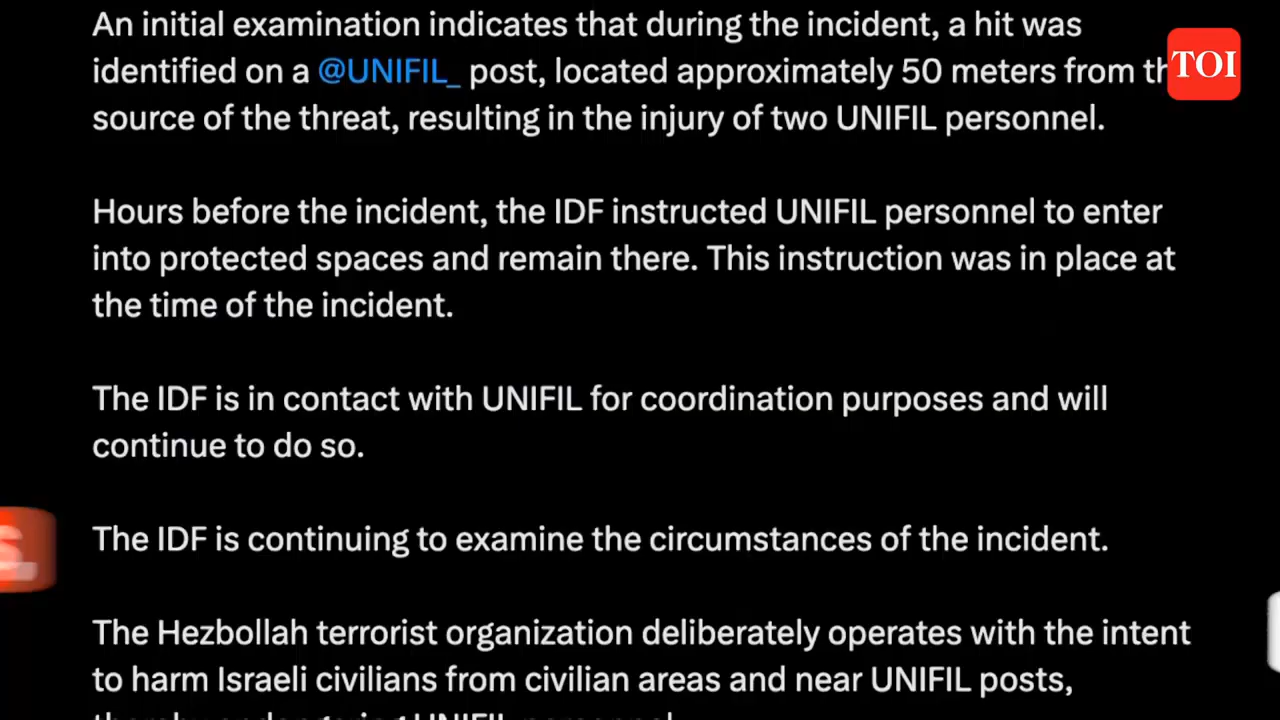 An initial examination indicates that during the incident, a hit was
identified on a @UNIFIL_ post, located approximately 50 meters from th
TOI
source of the threat, resulting in the injury of two UNIFIL personnel.
Hours before the incident, the IDF instructed UNIFIL personnel to enter
into protected spaces and remain there. This instruction was in place at
the time of the incident.
The IDF is in contact with UNIFIL for coordination purposes and will
continue to do so.
The IDF is continuing to examine the circumstances of the incident.
The Hezbollah terrorist organization deliberately operates with the intent
to harm Israeli civilians from civilian areas and near UNIFIL posts,
thereby endangering UNIFIL personnel